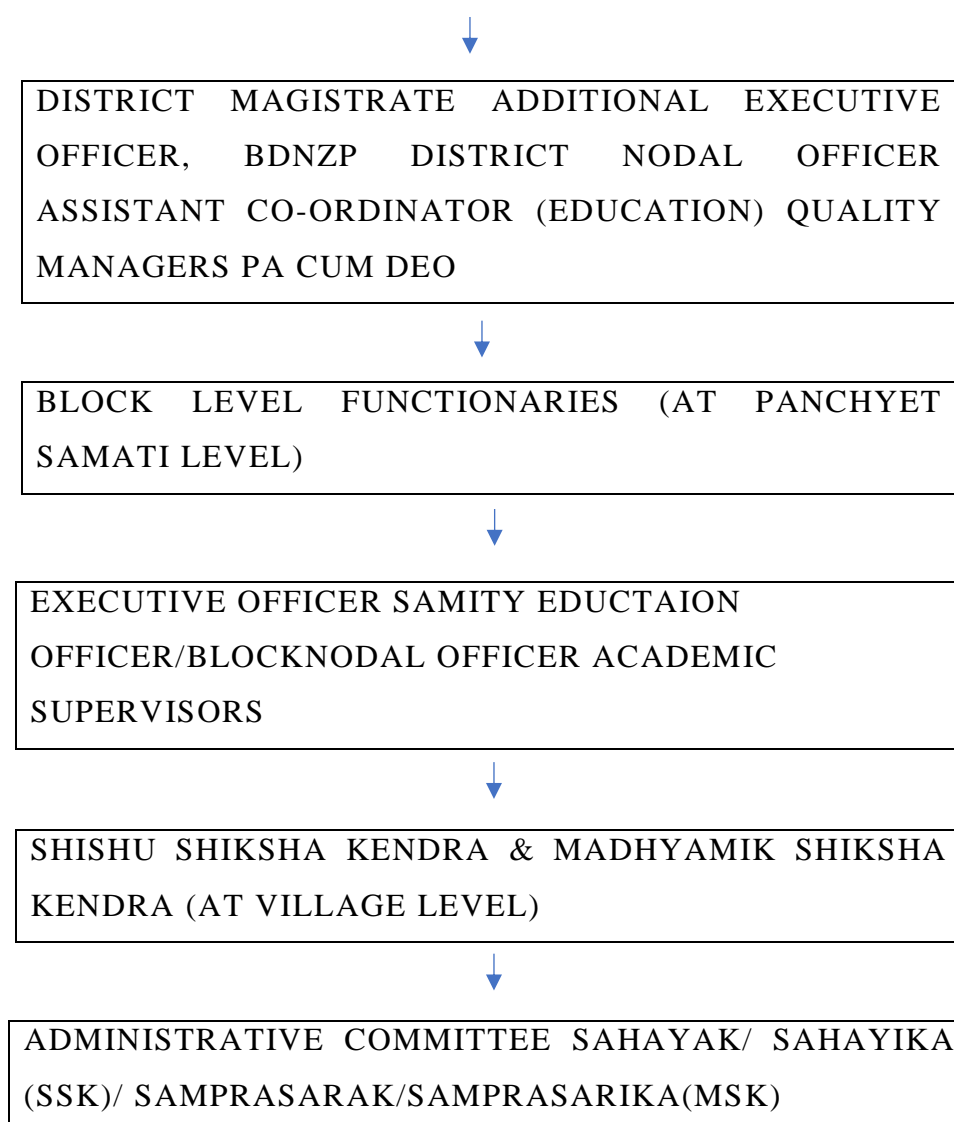 DISTRICT MAGISTRATE ADDITIONAL EXECUTIVE
OFFICER, BDNZP DISTRICT NODAL OFFICER
ASSISTANT CO-ORDINATOR (EDUCATION) QUALITY
MANAGERS PA CUM DEO
BLOCK LEVEL FUNCTIONARIES (AT PANCHYET
SAMATI LEVEL)
EXECUTIVE OFFICER SAMITY EDUCTAION
OFFICER/BLOCKNODAL OFFICER ACADEMIC
SUPERVISORS
SHISHU SHIKSHA KENDRA & MADHYAMIK SHIKSHA
KENDRA (AT VILLAGE LEVEL)
ADMINISTRATIVE COMMITTEE SAHAYAK/ SAHAYIKA
(SSK)/ SAMPRASARAK/SAMPRASARIKA(MSK)